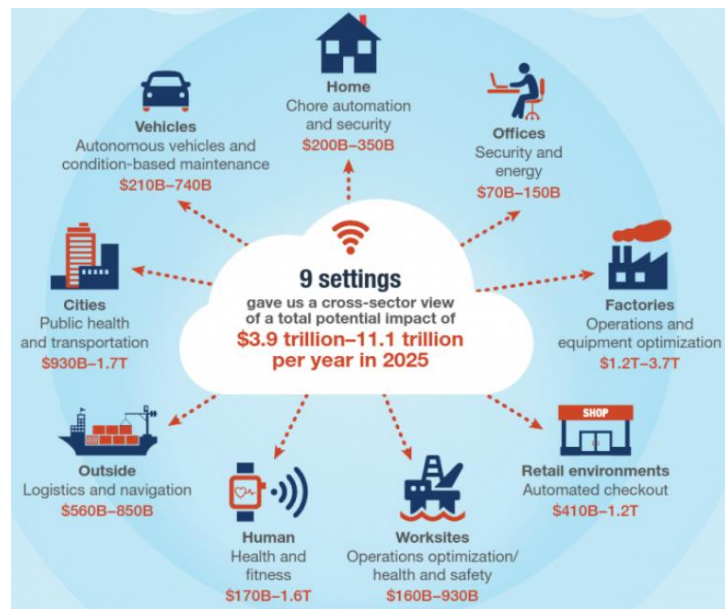 Home
Chore automation
and security
$200B–350B
Offices
Security and
energy
$70B–150B
Factories
Operations and
equipment optimization
$1.2T–3.7T
SHOP
Retail environments
Automated checkout
$410B–1.2T
Worksites
Operations optimization/
health and safety
$160B–930B
Human
Health and
fitness
$170B–1.6T
Outside
Logistics and navigation
$560B–850B
Cities
Public health
and transportation
$930B–1.7T
Vehicles
Autonomous vehicles and
condition-based maintenance
$210B–740B
9 settings
gave us a cross-sector view
of a total potential impact of
$3.9 trillion–11.1 trillion
per year in 2025